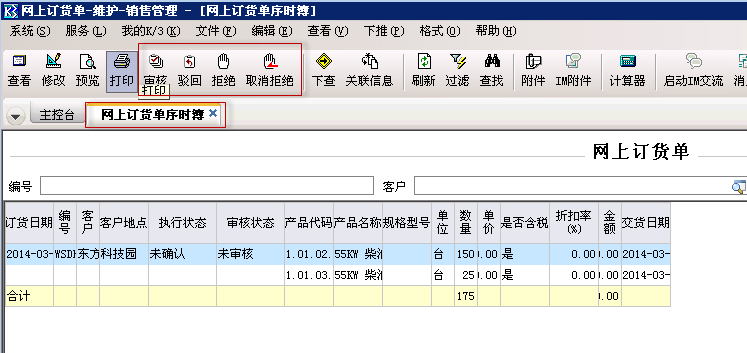 网上订货单-维护-销售管理 - [网上订货单序时簿]
系统(S) 服务(L) 我的K/3(K) 文件(F) 编辑(E) 查看(V) 下推(P) 格式(O) 帮助(H)
查看 修改 预览 打印 审核 驳回 拒绝 取消拒绝 下查 关联信息 刷新 过滤 查找 附件 IM附件 计算器 启动IM交流
打印
主控台 网上订货单序时簿
网上订货单
编号 客户
订货日期 编号 客户 客户地点 执行状态 审核状态 产品代码 产品名称 规格型号 单位 数量 单价 是否含税 折扣率(%) 金额 交货日期
2014-03- WSD 东方科技园 未确认 未审核 1.01.02. 55KW 台 150 .00 是 0.00 .00 2014-03-
1.01.03. 55KW 台 25 .00 是 0.00 .00 2014-03-
合计 175 .00